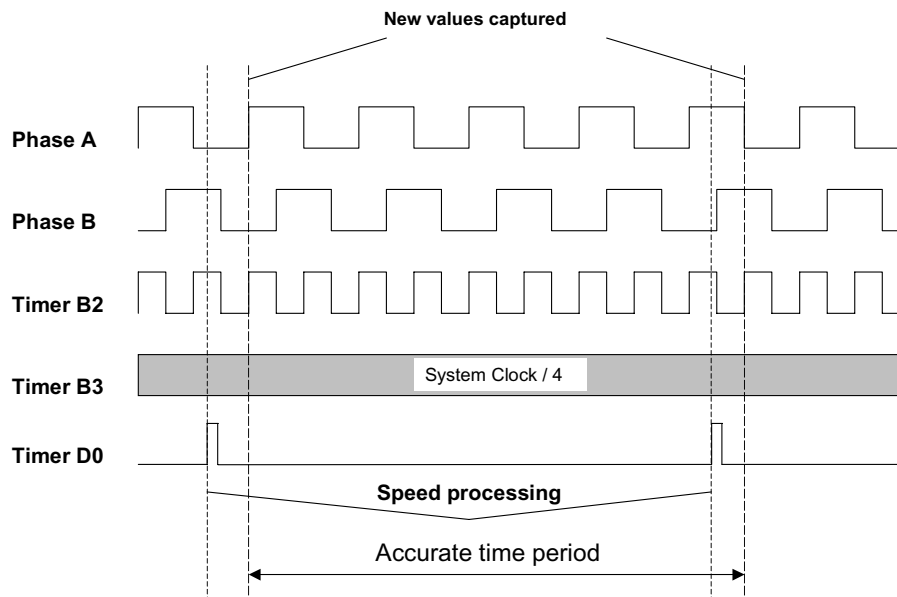 New values captured
Phase A
Phase B
Timer B2
System Clock / 4
Timer B3
Timer D0
Speed processing
Accurate time period